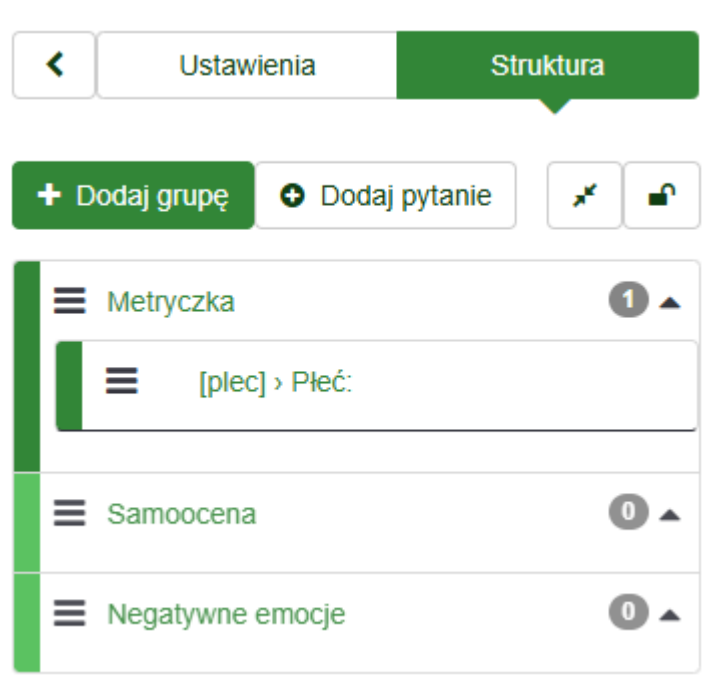 Ustawienia Struktura
Dodaj grupę Dodaj pytanie
Metryczka 1
[plec] › Płeć:
Samoocena 0
Negatywne emocje 0